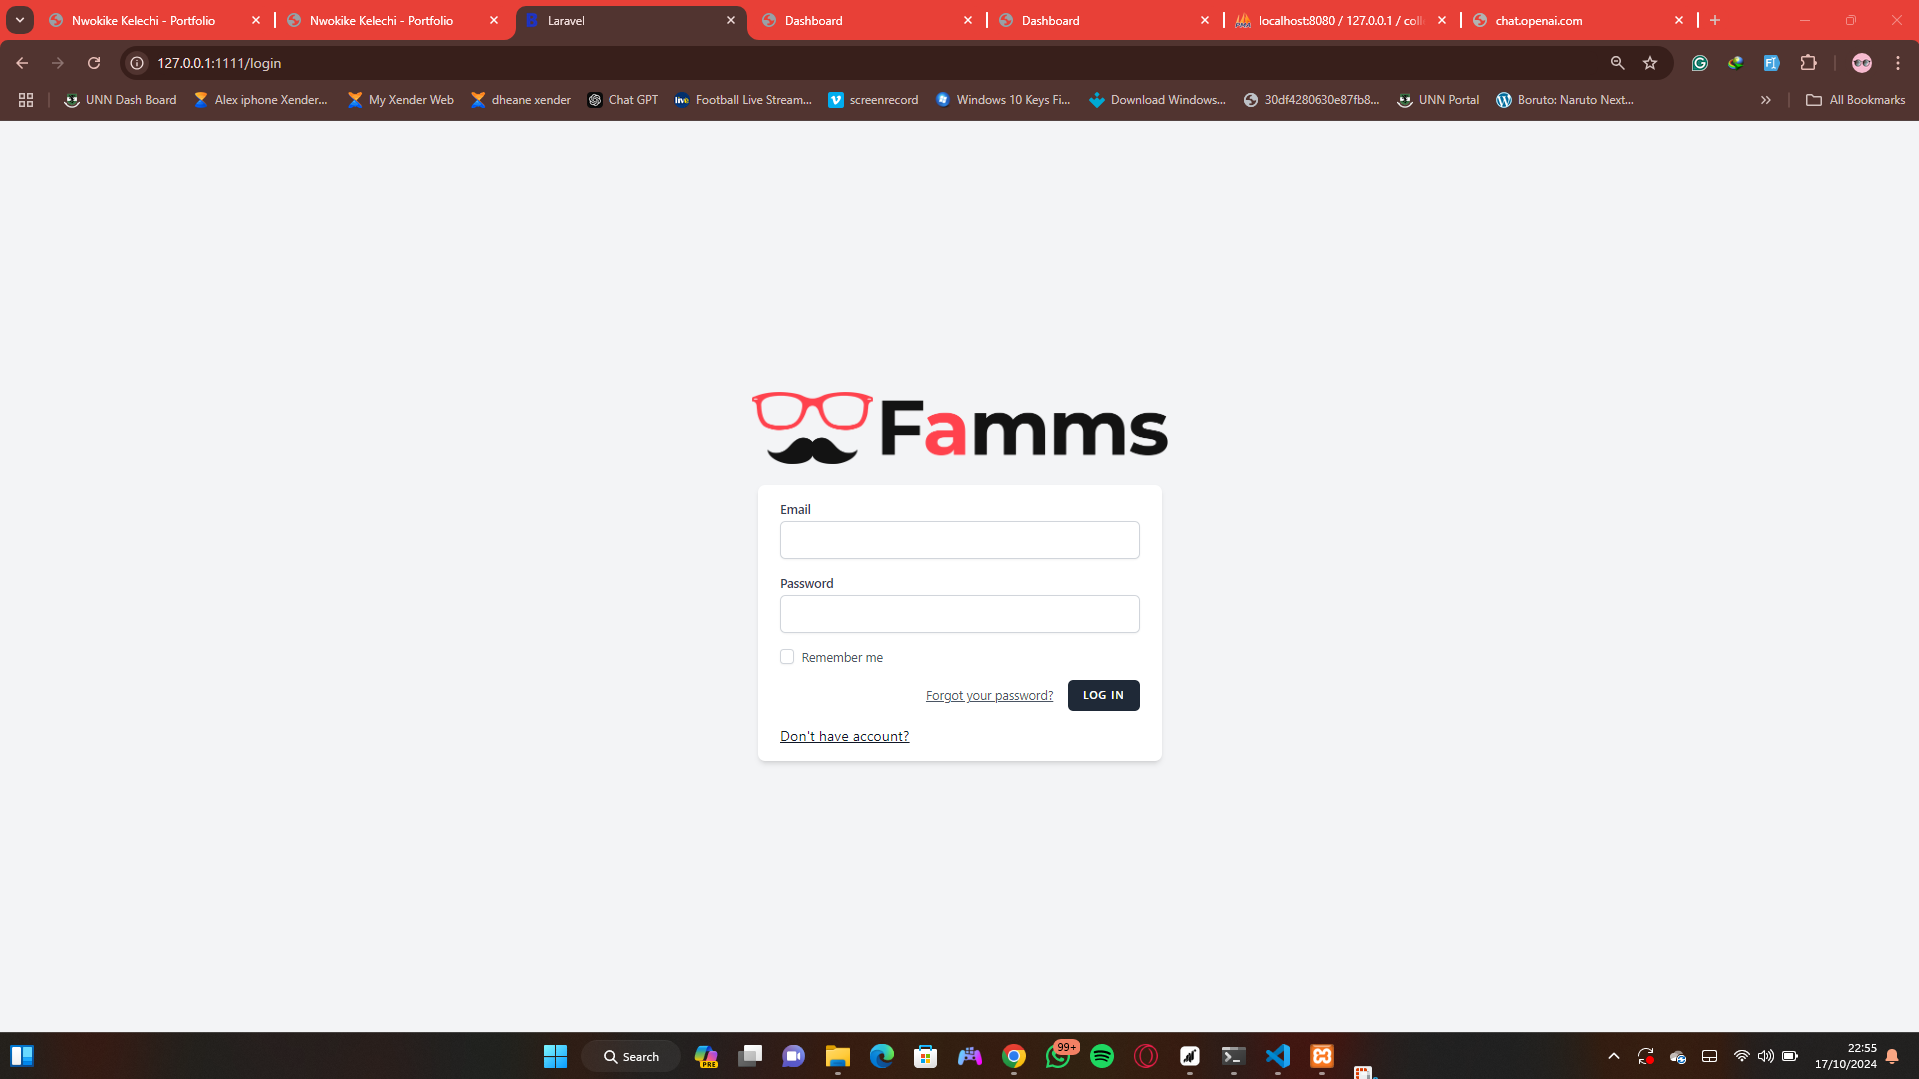 Nwokike Kelechi - Portfolio
Nwokike Kelechi - Portfolio
Laravel
Dashboard
Dashboard
localhost:8080 / 127.0.0.1 / coll
chat.openai.com
127.0.0.1:1111/login
UNN Dash Board
Alex iphone Xender...
My Xender Web
dheane xender
Chat GPT
Football Live Stream...
screenrecord
Windows 10 Keys Fi...
Download Windows...
30df4280630e87fb8...
UNN Portal
Boruto: Naruto Next...
All Bookmarks
Famms
Email
Password
Remember me
Forgot your password?
LOG IN
Don't have account?
Search
PRE
99+
22:55
17/10/2024